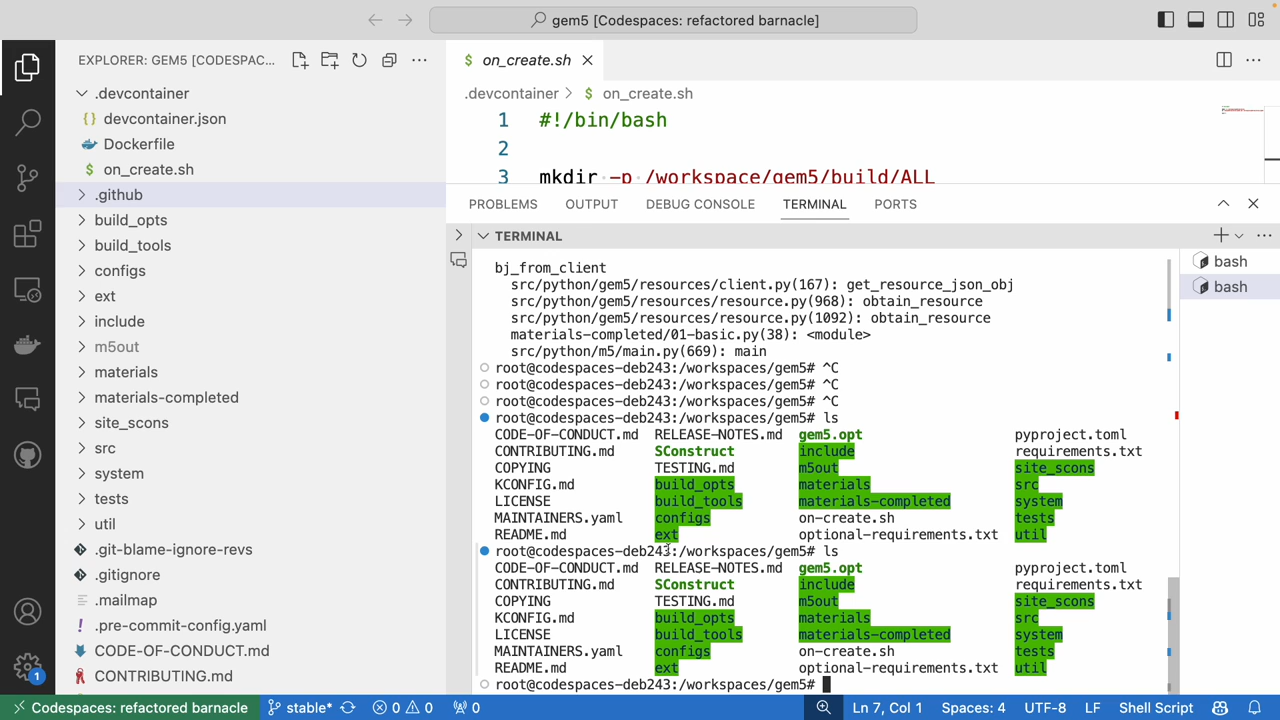 gem5 [Codespaces: refactored barnacle]
EXPLORER: GEM5 [CODESPAC...
.devcontainer
{} devcontainer.json
Dockerfile
$ on_create.sh
.github
build_opts
build_tools
configs
ext
include
m5out
materials
materials-completed
site_scons
src
system
tests
util
.git-blame-ignore-revs
.gitignore
.mailmap
! .pre-commit-config.yaml
CODE-OF-CONDUCT.md
CONTRIBUTING.md
1
$ on_create.sh
.devcontainer > $ on_create.sh
1 #!/bin/bash
2
3 mkdir -p /workspace/gem5/build/ALL
PROBLEMS OUTPUT DEBUG CONSOLE TERMINAL PORTS
TERMINAL
bash
bash
bj_from_client
src/python/gem5/resources/client.py(167): get_resource_json_obj
src/python/gem5/resources/resource.py(968): obtain_resource
src/python/gem5/resources/resource.py(1092): obtain_resource
materials-completed/01-basic.py(38): <module>
src/python/m5/main.py(669): main
root@codespaces-deb243:/workspaces/gem5# ^C
root@codespaces-deb243:/workspaces/gem5# ^C
root@codespaces-deb243:/workspaces/gem5# ^C
root@codespaces-deb243:/workspaces/gem5# ls
CODE-OF-CONDUCT.md RELEASE-NOTES.md gem5.opt pyproject.toml
CONTRIBUTING.md SConstruct include requirements.txt
COPYING TESTING.md m5out site_scons
KCONFIG.md build_opts materials src
LICENSE build_tools materials-completed system
MAINTAINERS.yaml configs on-create.sh tests
README.md ext optional-requirements.txt util
root@codespaces-deb243:/workspaces/gem5# ls
CODE-OF-CONDUCT.md RELEASE-NOTES.md gem5.opt pyproject.toml
CONTRIBUTING.md SConstruct include requirements.txt
COPYING TESTING.md m5out site_scons
KCONFIG.md build_opts materials src
LICENSE build_tools materials-completed system
MAINTAINERS.yaml configs on-create.sh tests
README.md ext optional-requirements.txt util
root@codespaces-deb243:/workspaces/gem5#
Codespaces: refactored barnacle stable* 0 0 0 Ln 7, Col 1 Spaces: 4 UTF-8 LF Shell Script